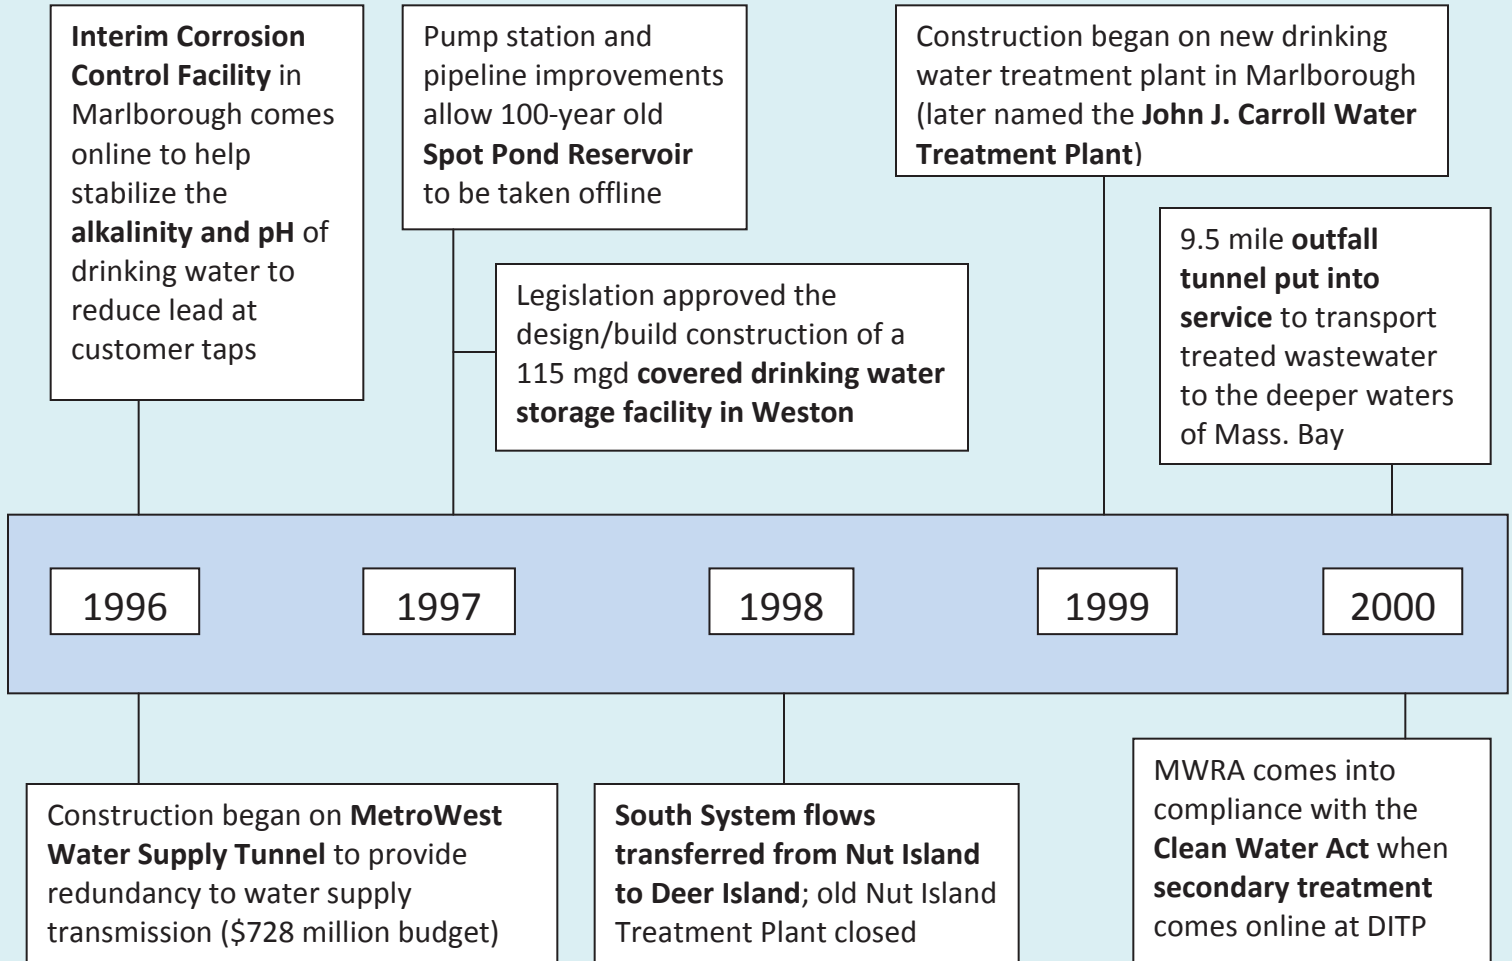 Interim Corrosion
Control Facility in
Marlborough comes
online to help
stabilize the
alkalinity and pH of
drinking water to
reduce lead at
customer taps
Pump station and
pipeline improvements
allow 100-year old
Spot Pond Reservoir
to be taken offline
Legislation approved the
design/build construction of a
115 mgd covered drinking water
storage facility in Weston
Construction began on new drinking
water treatment plant in Marlborough
(later named the John J. Carroll Water
Treatment Plant)
9.5 mile outfall
tunnel put into
service to transport
treated wastewater
to the deeper waters
of Mass. Bay
1996
1997
1998
1999
2000
Construction began on MetroWest
Water Supply Tunnel to provide
redundancy to water supply
transmission ($728 million budget)
South System flows
transferred from Nut Island
to Deer Island; old Nut Island
Treatment Plant closed
MWRA comes into
compliance with the
Clean Water Act when
secondary treatment
comes online at DITP